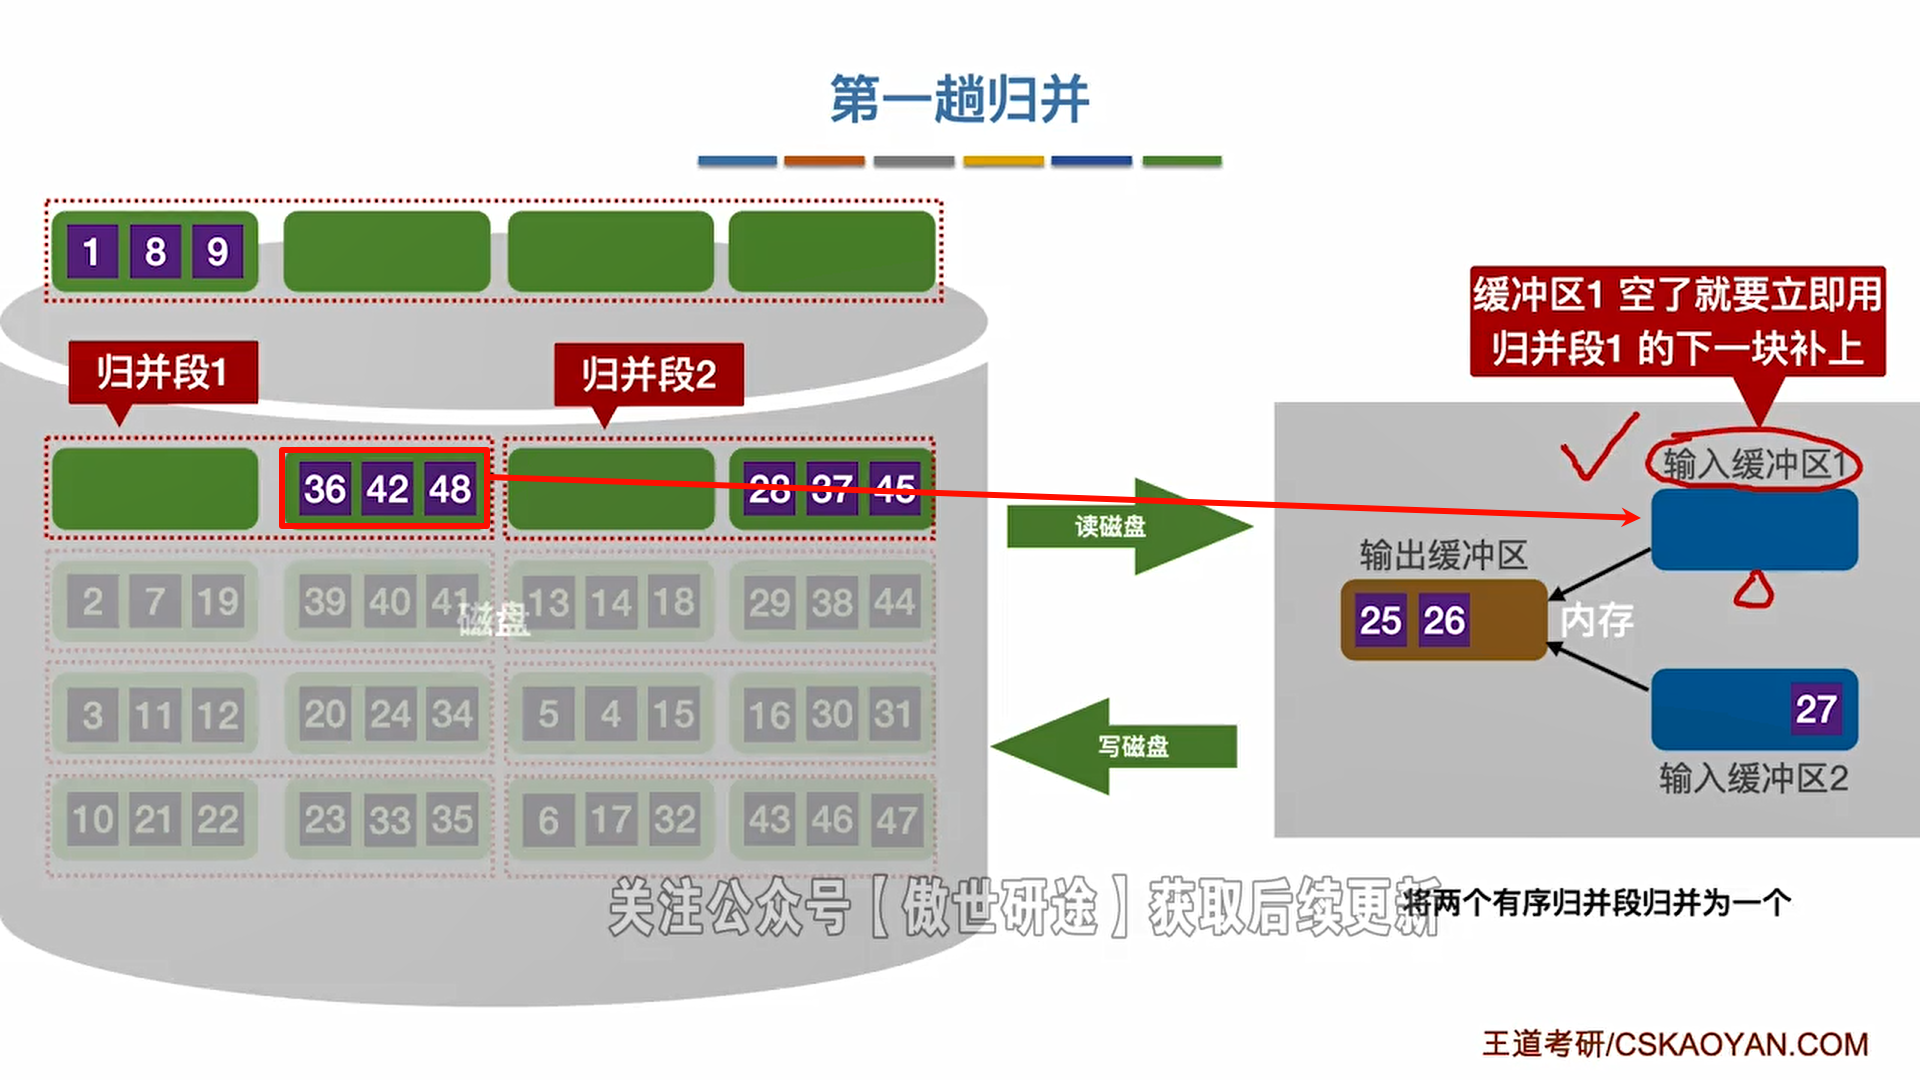 第一趟归并
1 8 9
缓冲区1 空了就要立即用
归并段1 的下一块补上
归并段1
归并段2
36 42 48
28 37 45
2 7 19
39 40 41
13 14 18
29 38 44
磁盘
3 11 12
20 24 34
5 4 15
16 30 31
10 21 22
23 33 35
6 17 32
43 46 47
读磁盘
写磁盘
输入缓冲区1
输出缓冲区
25 26
内存
27
输入缓冲区2
关注公众号【傲世研途】获取后续更新
将两个有序归并段归并为一个
王道考研/CSKAOYAN.COM